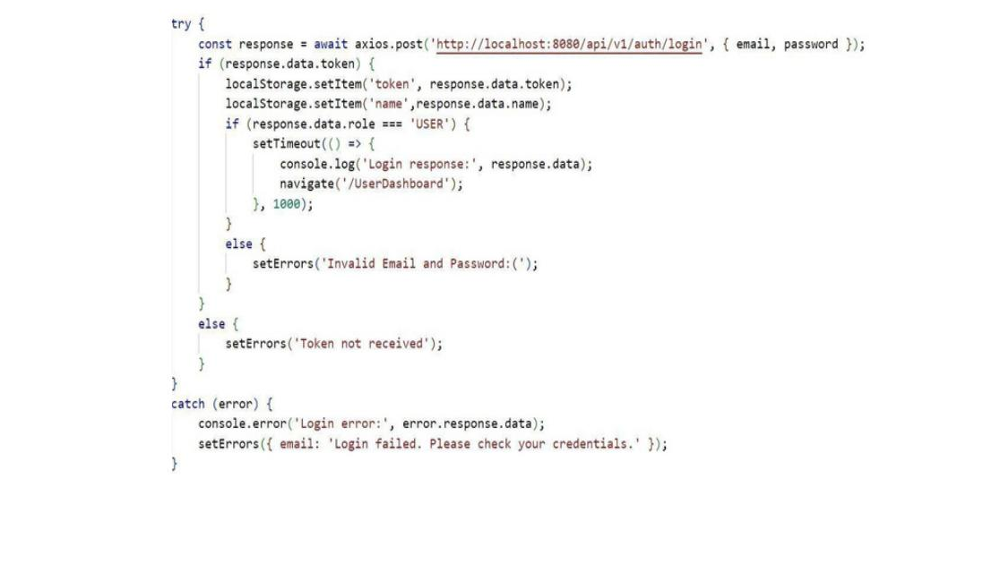 try {
    const response = await axios.post('http://localhost:8080/api/v1/auth/login', { email, password });
    if (response.data.token) {
        localStorage.setItem('token', response.data.token);
        localStorage.setItem('name',response.data.name);
        if (response.data.role === 'USER') {
            setTimeout(() => {
                console.log('Login response:', response.data);
                navigate('/UserDashboard');
            }, 1000);
        }
        else {
            setErrors('Invalid Email and Password:(');
        }
    }
    else {
        setErrors('Token not received');
    }
}
catch (error) {
    console.error('Login error:', error.response.data);
    setErrors({ email: 'Login failed. Please check your credentials.' });
}